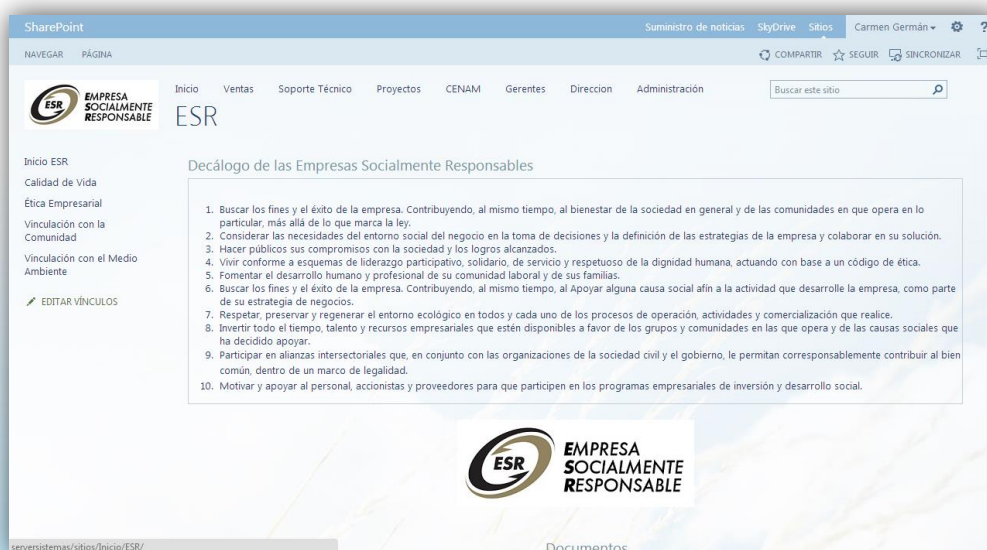 SharePoint
Suministro de noticias SkyDrive Sitios Carmen Germán
?
NAVEGAR PÁGINA
COMPARTIR SEGUIR SINCRONIZAR
ESR
EMPRESA
SOCIALMENTE
RESPONSABLE
Inicio Ventas Soporte Técnico Proyectos CENAM Gerentes Direccion Administración
Buscar este sitio
ESR
Inicio ESR
Calidad de Vida
Ética Empresarial
Vinculación con la
Comunidad
Vinculación con el Medio
Ambiente
EDITAR VÍNCULOS
Decálogo de las Empresas Socialmente Responsables
1. Buscar los fines y el éxito de la empresa. Contribuyendo, al mismo tiempo, al bienestar de la sociedad en general y de las comunidades en que opera en lo
particular, más allá de lo que marca la ley.
2. Considerar las necesidades del entorno social del negocio en la toma de decisiones y la definición de las estrategias de la empresa y colaborar en su solución.
3. Hacer públicos sus compromisos con la sociedad y los logros alcanzados.
4. Vivir conforme a esquemas de liderazgo participativo, solidario, de servicio y respetuoso de la dignidad humana, actuando con base a un código de ética.
5. Fomentar el desarrollo humano y profesional de su comunidad laboral y de sus familias.
6. Buscar los fines y el éxito de la empresa. Contribuyendo, al mismo tiempo, al Apoyar alguna causa social afín a la actividad que desarrolle la empresa, como parte
de su estrategia de negocios.
7. Respetar, preservar y regenerar el entorno ecológico en todos y cada uno de los procesos de operación, actividades y comercialización que realice.
8. Invertir todo el tiempo, talento y recursos empresariales que estén disponibles a favor de los grupos y comunidades en las que opera y de las causas sociales que
ha decidido apoyar.
9. Participar en alianzas intersectoriales que, en conjunto con las organizaciones de la sociedad civil y el gobierno, le permitan corresponsablemente contribuir al bien
común, dentro de un marco de legalidad.
10. Motivar y apoyar al personal, accionistas y proveedores para que participen en los programas empresariales de inversión y desarrollo social.
ESR
EMPRESA
SOCIALMENTE
RESPONSABLE
Documentos
serversistemas/sitios/Inicio/ESR/